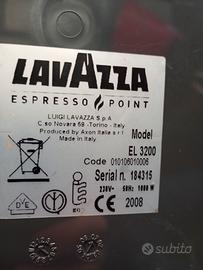 LAVAZZA
ESPRESSO POINT
LUIGI LAVAZZA S.p.A.
C.so Novara 59 -Torino - Italy
Produced by Axon Italia s r l
Made in Italy
Model
EL 3200
Code 010106010006
Serial n. 184315
230V~ 50Hz 1000 W
CE 2008
subito